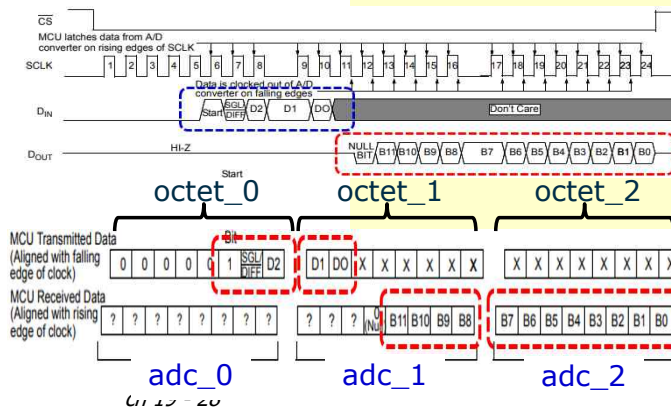 CS
MCU latches data from A/D
converter on rising edges of SCLK
SCLK 1 2 3 4 5 6 7 8 9 10 11 12 13 14 15 16 17 18 19 20 21 22 23 24
Data is clocked out of A/D
converter on falling edges
DIN Start SGL/DIFF D2 D1 DO Don't Care
DOUT HI-Z NULL BIT B11 B10 B9 B8 B7 B6 B5 B4 B3 B2 B1 B0
Start
octet_0 octet_1 octet_2
MCU Transmitted Data Bit
(Aligned with falling
edge of clock) 0 0 0 0 0 1 SGL/DIFF D2 D1 DO X X X X X X X X X X X X X X
MCU Received Data
(Aligned with rising
edge of clock) ? ? ? ? ? ? ? ? ? ? ? 0 (Nu B11 B10 B9 B8 B7 B6 B5 B4 B3 B2 B1 B0
adc_0 adc_1 adc_2
28